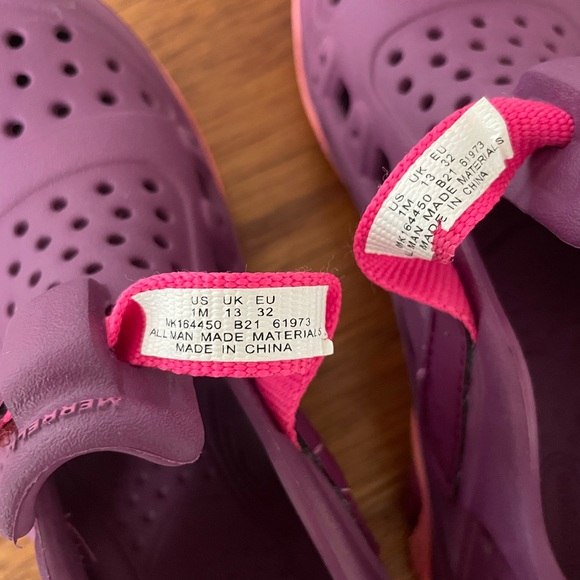 US UK EU
1M 13 32
MK164450 B21 61973
ALL MAN MADE MATERIALS
MADE IN CHINA
US UK EU
1M 13 32
MK164450 B21 61973
ALL MAN MADE MATERIALS
MADE IN CHINA
MERRELL